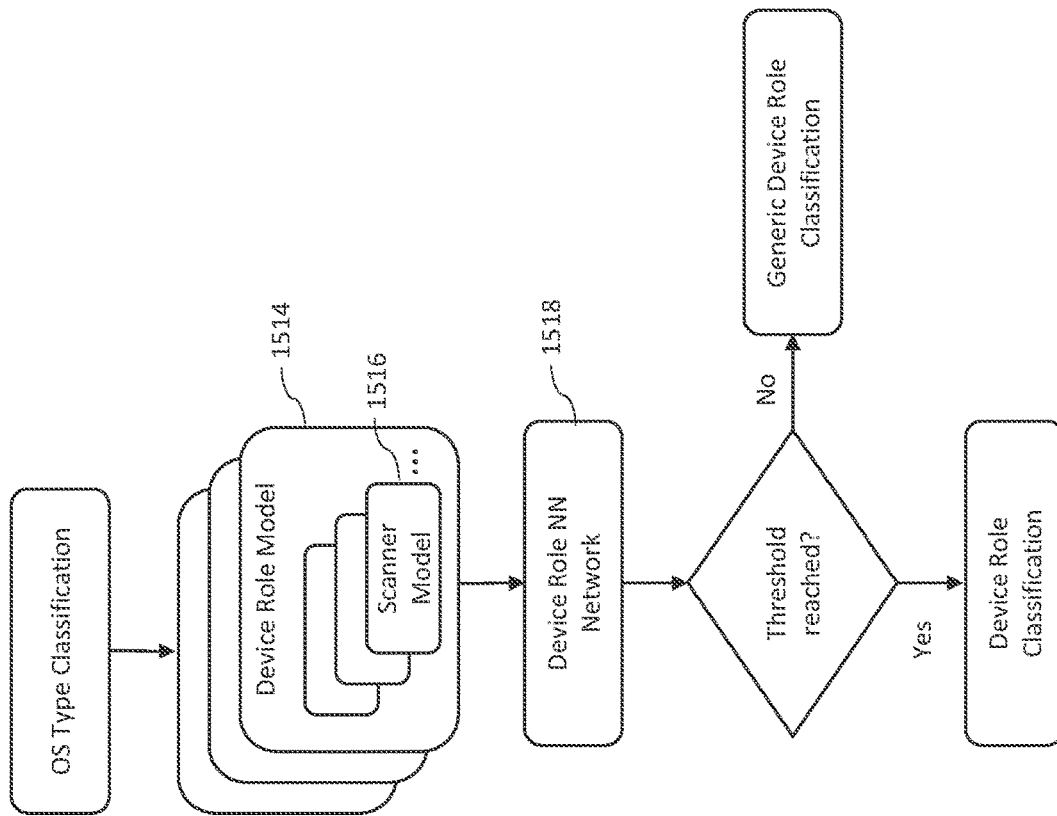 OS Type Classification
1514
1516
Device Role Model
...
Scanner
Model
1518
Device Role NN
Network
Threshold
reached?
No
Generic Device Role
Classification
Yes
Device Role
Classification